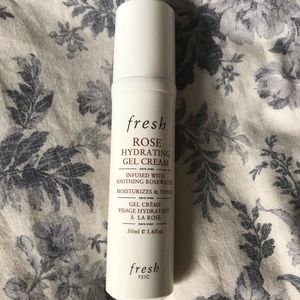 fresh
ROSE
HYDRATING
GEL CREAM
INFUSED WITH
SOOTHING ROSEWATER
MOISTURIZES & TONES
GEL CRÈME
VISAGE HYDRATANT
À LA ROSE
50ml e 1.6fl.oz
fresh